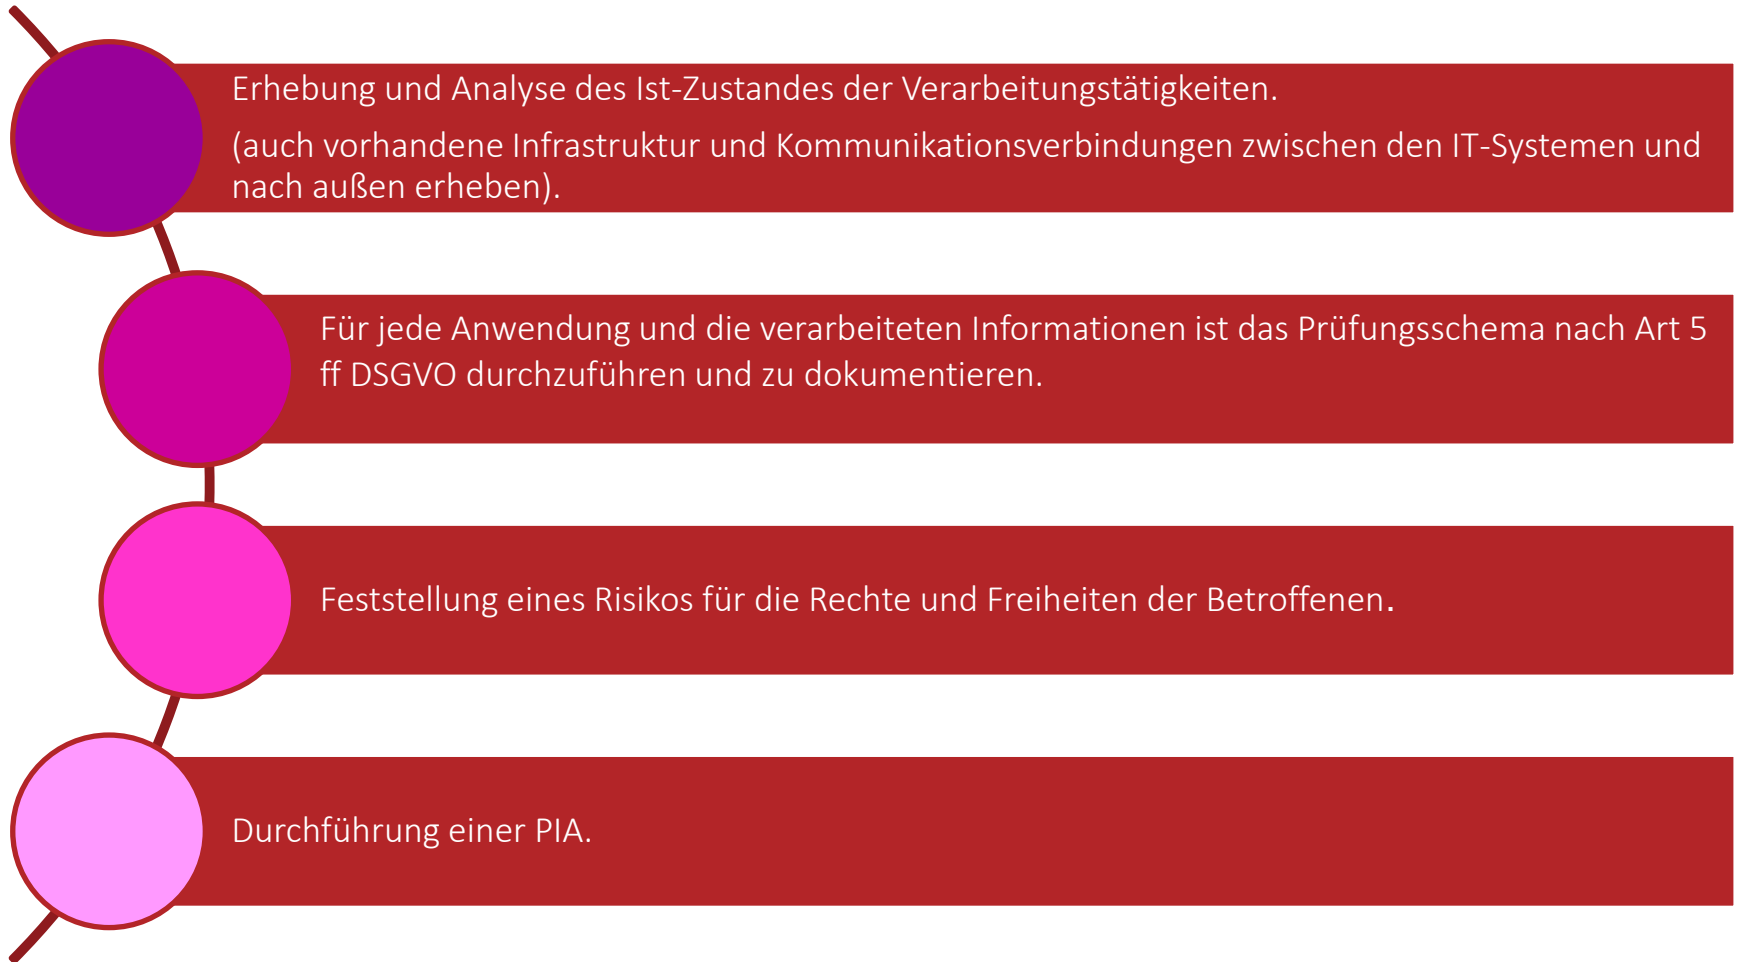 Erhebung und Analyse des Ist-Zustandes der Verarbeitungstätigkeiten.
(auch vorhandene Infrastruktur und Kommunikationsverbindungen zwischen den IT-Systemen und
nach außen erheben).
Für jede Anwendung und die verarbeiteten Informationen ist das Prüfungsschema nach Art 5
ff DSGVO durchzuführen und zu dokumentieren.
Feststellung eines Risikos für die Rechte und Freiheiten der Betroffenen.
Durchführung einer PIA.